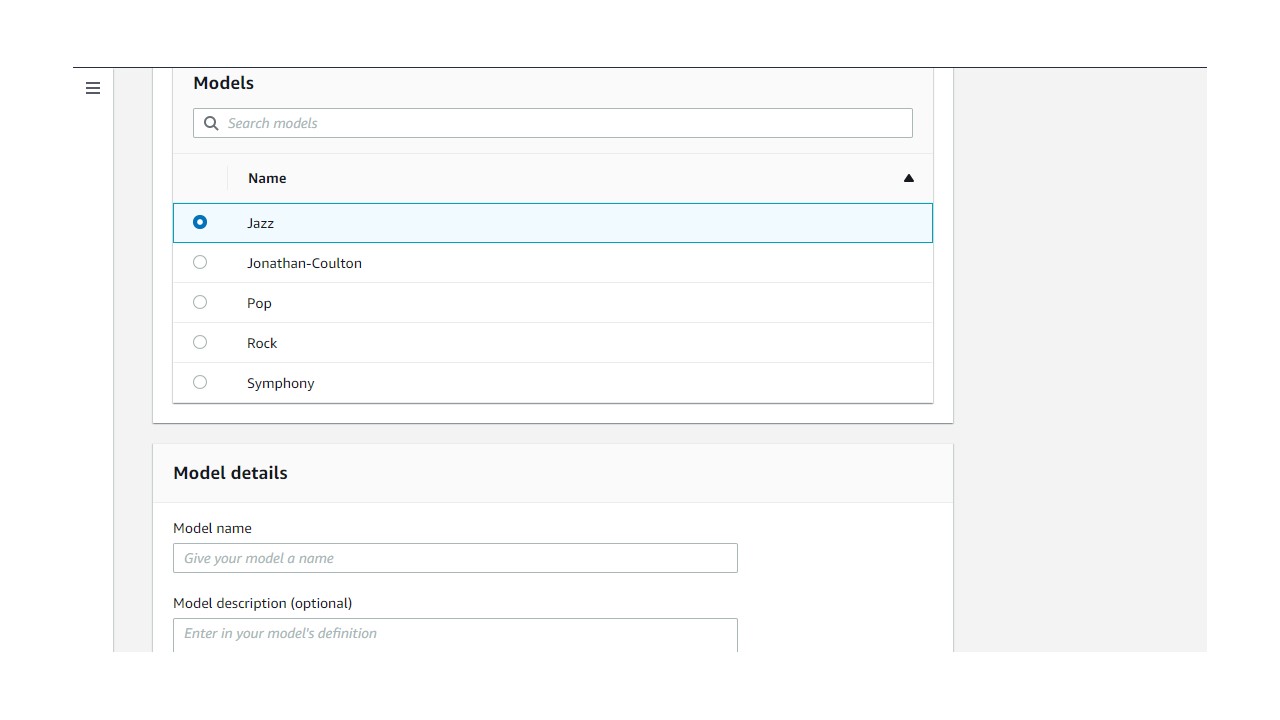 Models
Search models
Name
Jazz
Jonathan-Coulton
Pop
Rock
Symphony
Model details
Model name
Give your model a name
Model description (optional)
Enter in your model's definition